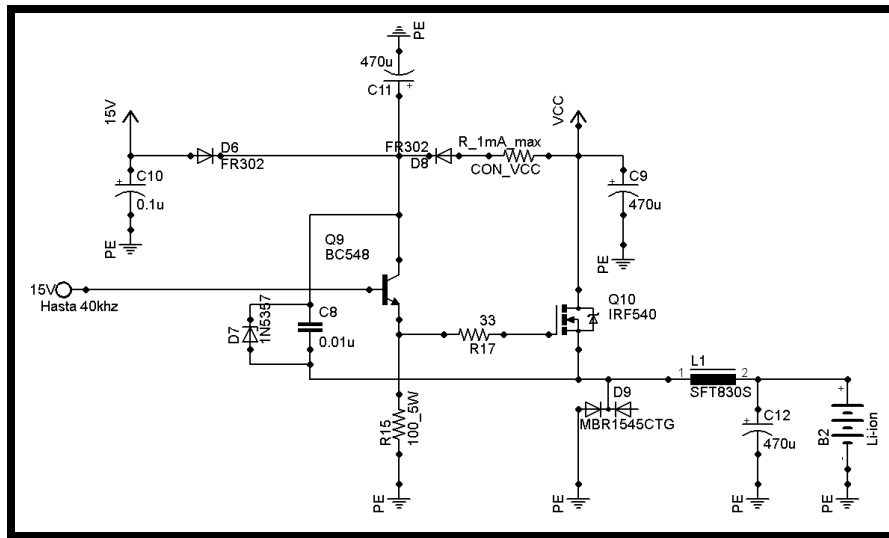 PE
470u
C11
+
15V
VCC
D6
FR302
FR302
D8
R_1mA_max
CON_VCC
+
C10
0.1u
PE
+
C9
470u
PE
Q9
BC548
15V
Hasta 40khz
D7
1N5357
C8
0.01u
33
R17
Q10
IRF540
L1
1
2
SFT830S
D9
MBR1545CTG
R15
100_5W
+
C12
470u
+
-
B2
Li-ion
PE
PE
PE
PE